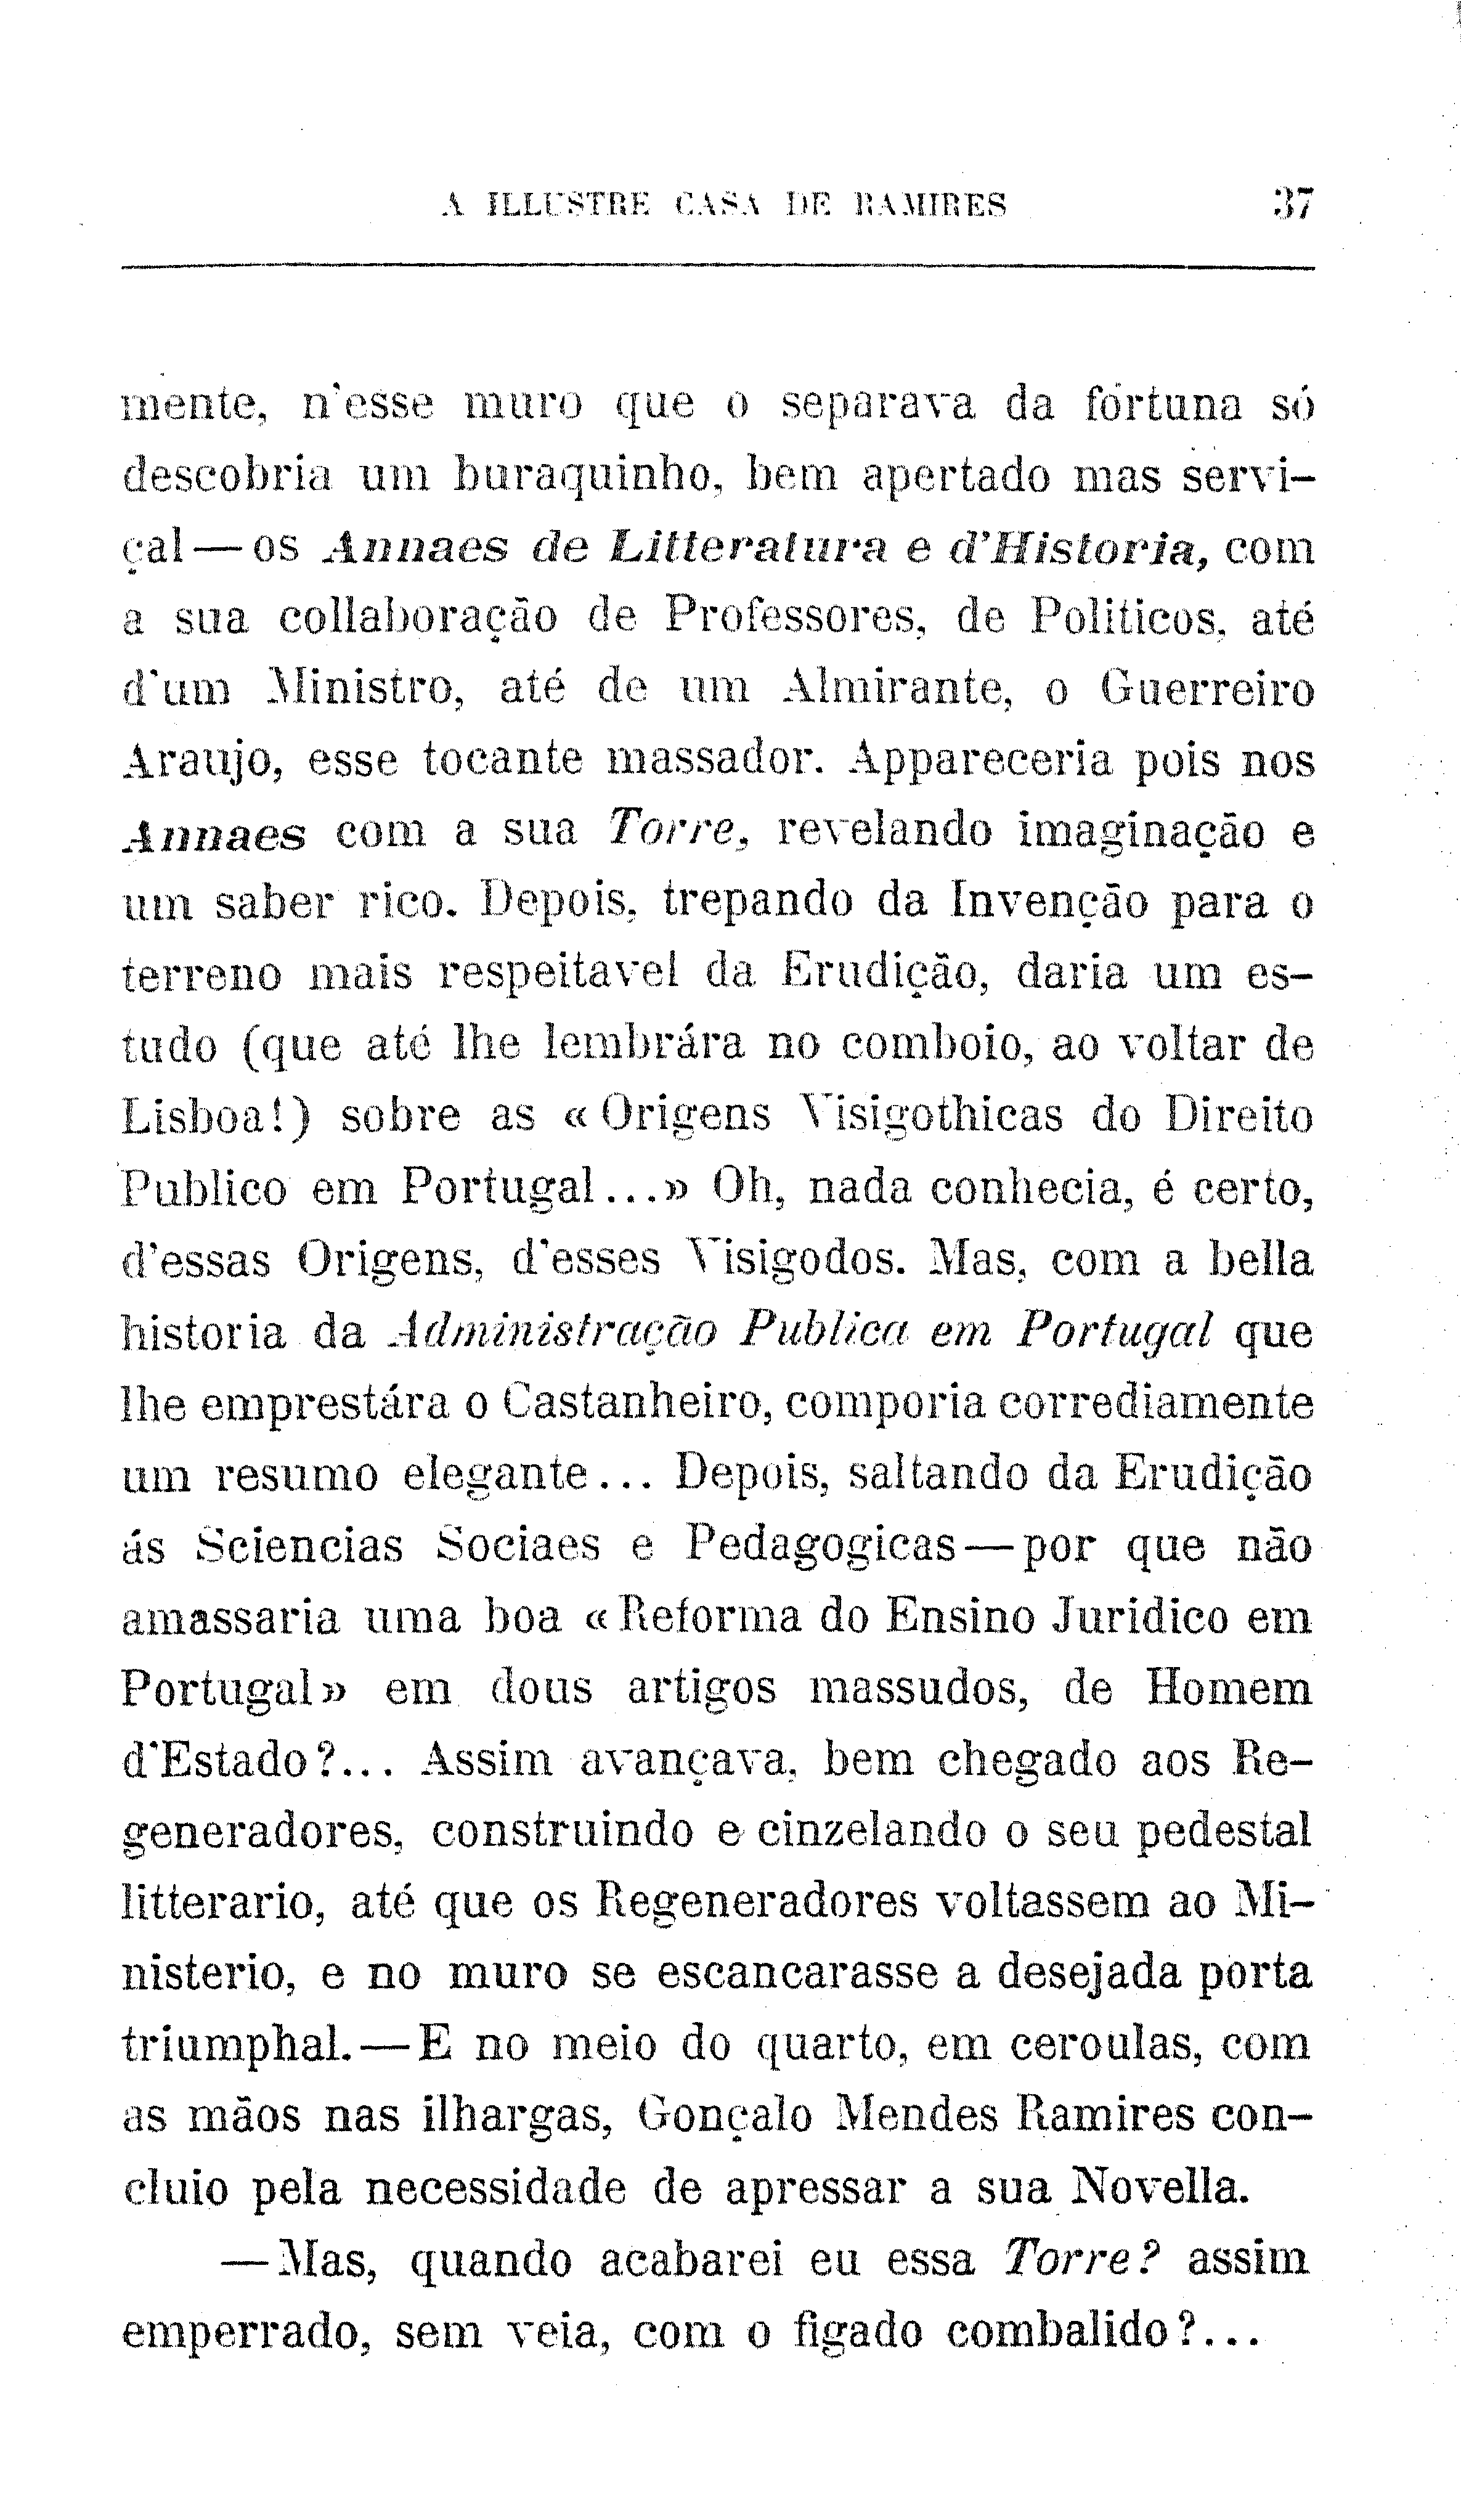 A ILLUSTRE CASA DE RAMIRES 37
mente, n'esse muro que o separava da fortuna só
descobria um buraquinho, bem apertado mas servi-
çal—os Annaes de Litteratura e d'Historia, com
a sua collaboração de Professores, de Politicos, até
d'um Ministro, até de um Almirante, o Guerreiro
Araujo, esse tocante massador. Appareceria pois nos
Annaes com a sua Torre, revelando imaginação e
um saber rico. Depois, trepando da Invenção para o
terreno mais respeitavel da Erudição, daria um es-
tudo (que até lhe lembrára no comboio, ao voltar de
Lisboa!) sobre as «Origens Visigothicas do Direito
Publico em Portugal...» Oh, nada conhecia, é certo,
d'essas Origens, d'esses Visigodos. Mas, com a bella
historia da Administração Publica em Portugal que
lhe emprestára o Castanheiro, comporia corrediamente
um resumo elegante... Depois, saltando da Erudição
ás Sciencias Sociaes e Pedagogicas—por que não
amassaria uma boa «Reforma do Ensino Juridico em
Portugal» em dous artigos massudos, de Homem
d'Estado?... Assim avançava, bem chegado aos Re-
generadores, construindo e cinzelando o seu pedestal
litterario, até que os Regeneradores voltassem ao Mi-
nisterio, e no muro se escancarasse a desejada porta
triumphal.—E no meio do quarto, em ceroulas, com
as mãos nas ilhargas, Gonçalo Mendes Ramires con-
cluio pela necessidade de apressar a sua Novella.
—Mas, quando acabarei eu essa Torre? assim
emperrado, sem veia, com o figado combalido?...